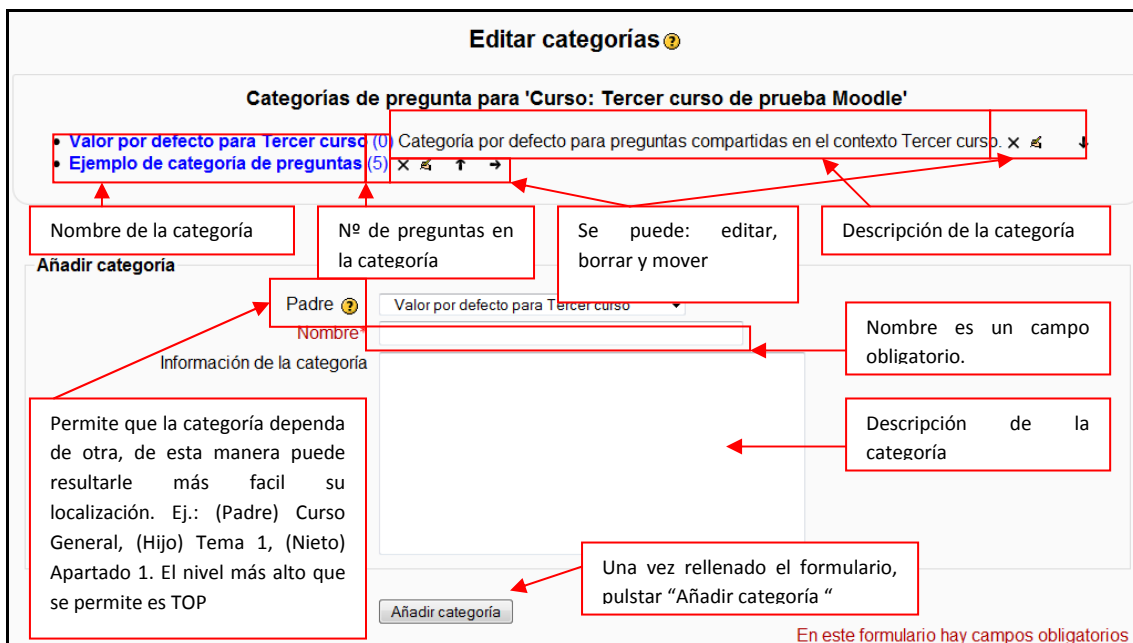 Editar categorías
Categorías de pregunta para 'Curso: Tercer curso de prueba Moodle'
• Valor por defecto para Tercer curso (0) Categoría por defecto para preguntas compartidas en el contexto Tercer curso.
• Ejemplo de categoría de preguntas (5)
Nombre de la categoría
Nº de preguntas en
la categoría
Se puede: editar,
borrar y mover
Descripción de la categoría
Añadir categoría
Padre
Valor por defecto para Tercer curso
Nombre*
Nombre es un campo
obligatorio.
Información de la categoría
Permite que la categoría dependa
de otra, de esta manera puede
resultarle más facil su
localización. Ej.: (Padre) Curso
General, (Hijo) Tema 1, (Nieto)
Apartado 1. El nivel más alto que
se permite es TOP
Descripción de la
categoría
Una vez rellenado el formulario,
pulstar “Añadir categoría “
Añadir categoría
En este formulario hay campos obligatorios